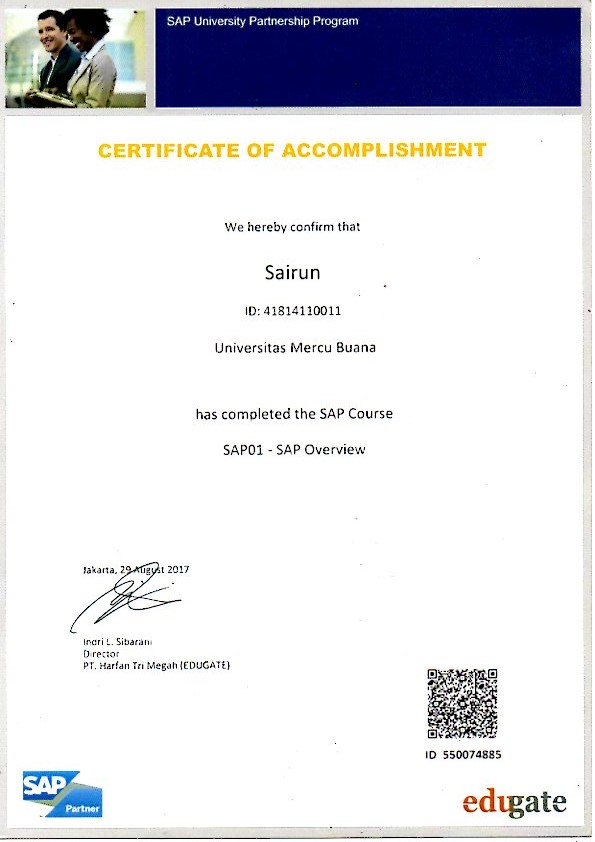 SAP University Partnership Program
CERTIFICATE OF ACCOMPLISHMENT
We hereby confirm that
Sairun
ID: 41814110011
Universitas Mercu Buana
has completed the SAP Course
SAP01 - SAP Overview
Jakarta, 29 August 2017
Indri L. Sibarani
Director
PT. Harfan Tri Megah (EDUGATE)
ID 550074885
SAP
Partner
edugate